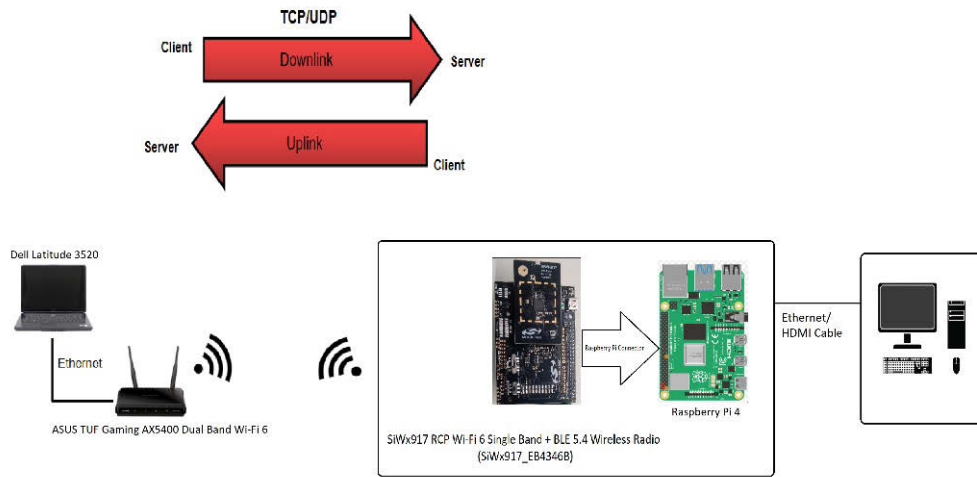 TCP/UDP
Client
Downlink
Server
Server
Uplink
Client
Dell Latitude 3520
Ethernet
ASUS TUF Gaming AX5400 Dual Band Wi-Fi 6
Raspberry Pi Connector
Raspberry Pi 4
SiWx917 RCP Wi-Fi 6 Single Band + BLE 5.4 Wireless Radio
(SiWx917_EB4346B)
Ethernet/
HDMI Cable